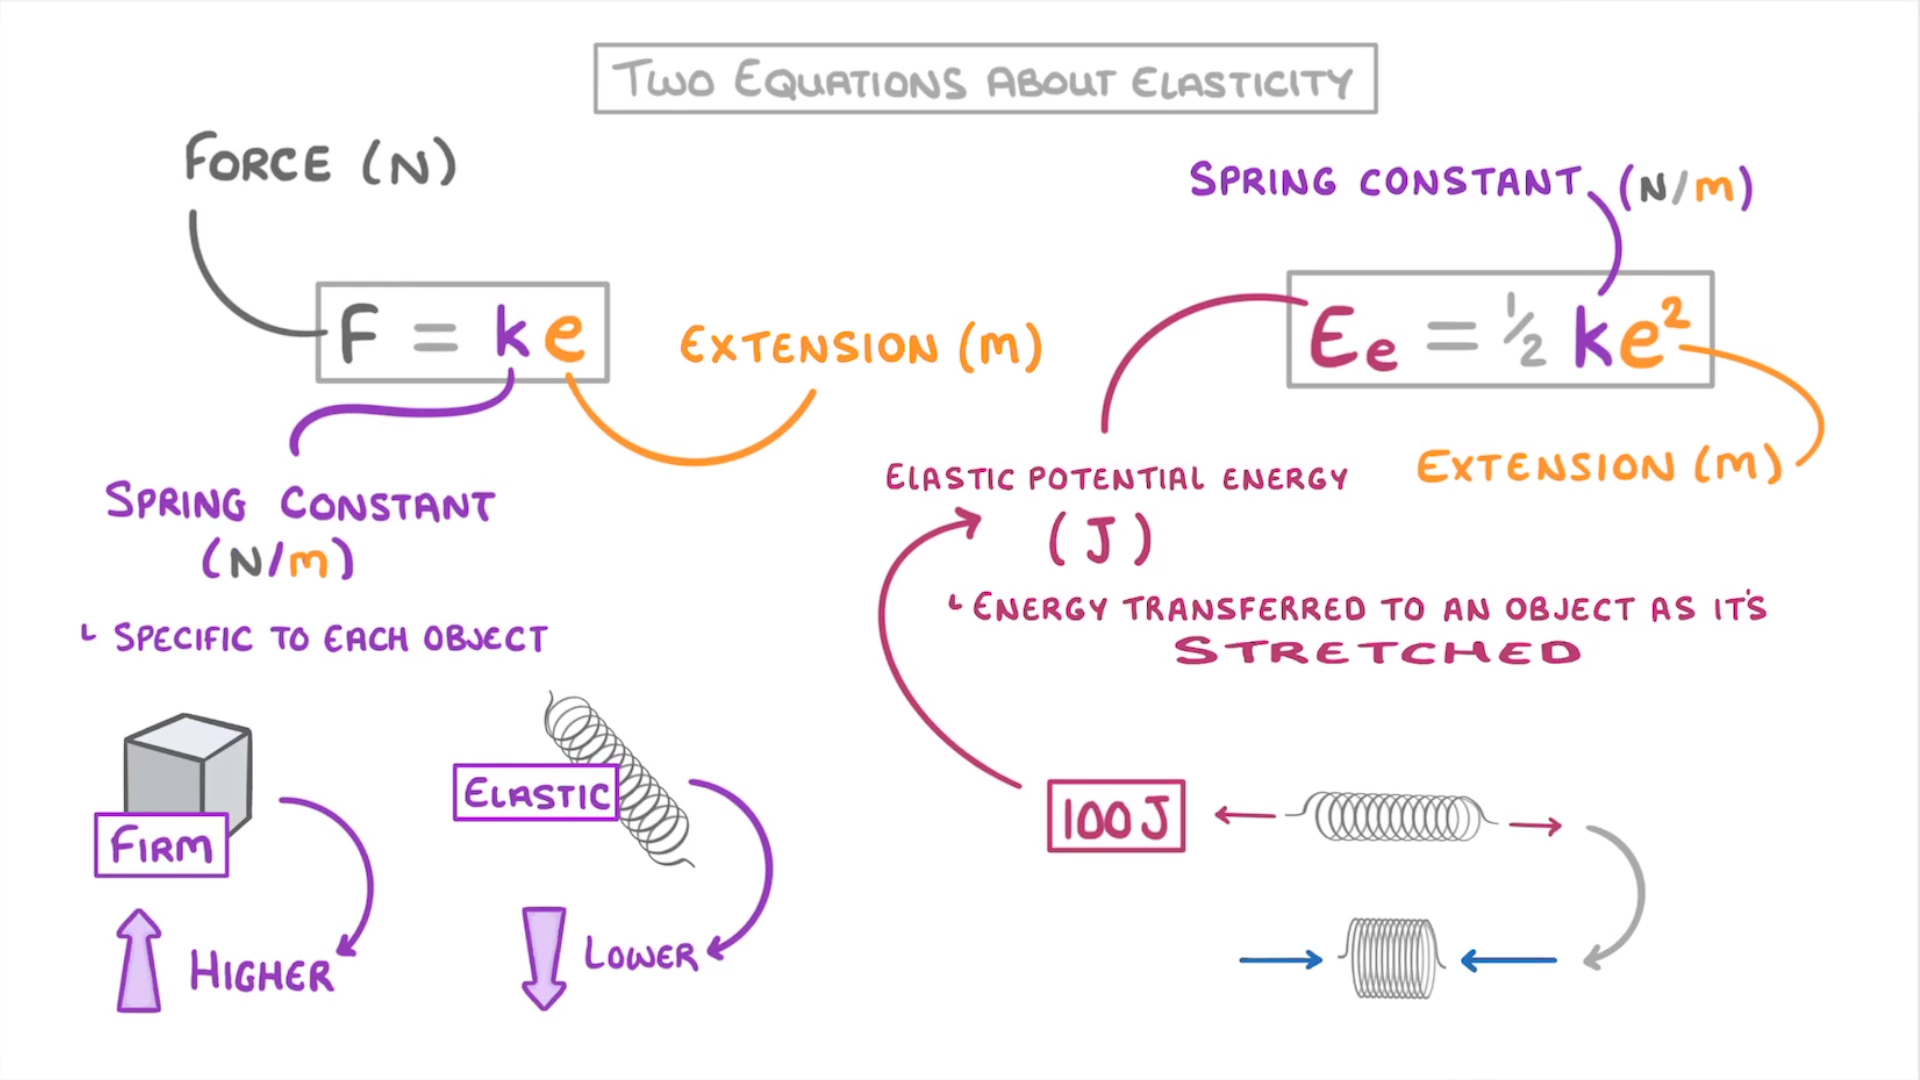 TWO EQUATIONS ABOUT ELASTICITY
FORCE (N)
F = ke
EXTENSION (m)
SPRING CONSTANT
(N/m)
└ SPECIFIC TO EACH OBJECT
FIRM
HIGHER
ELASTIC
LOWER
SPRING CONSTANT (N/m)
Eₑ = ½ ke²
EXTENSION (m)
ELASTIC POTENTIAL ENERGY
(J)
└ ENERGY TRANSFERRED TO AN OBJECT AS IT'S
STRETCHED
100J